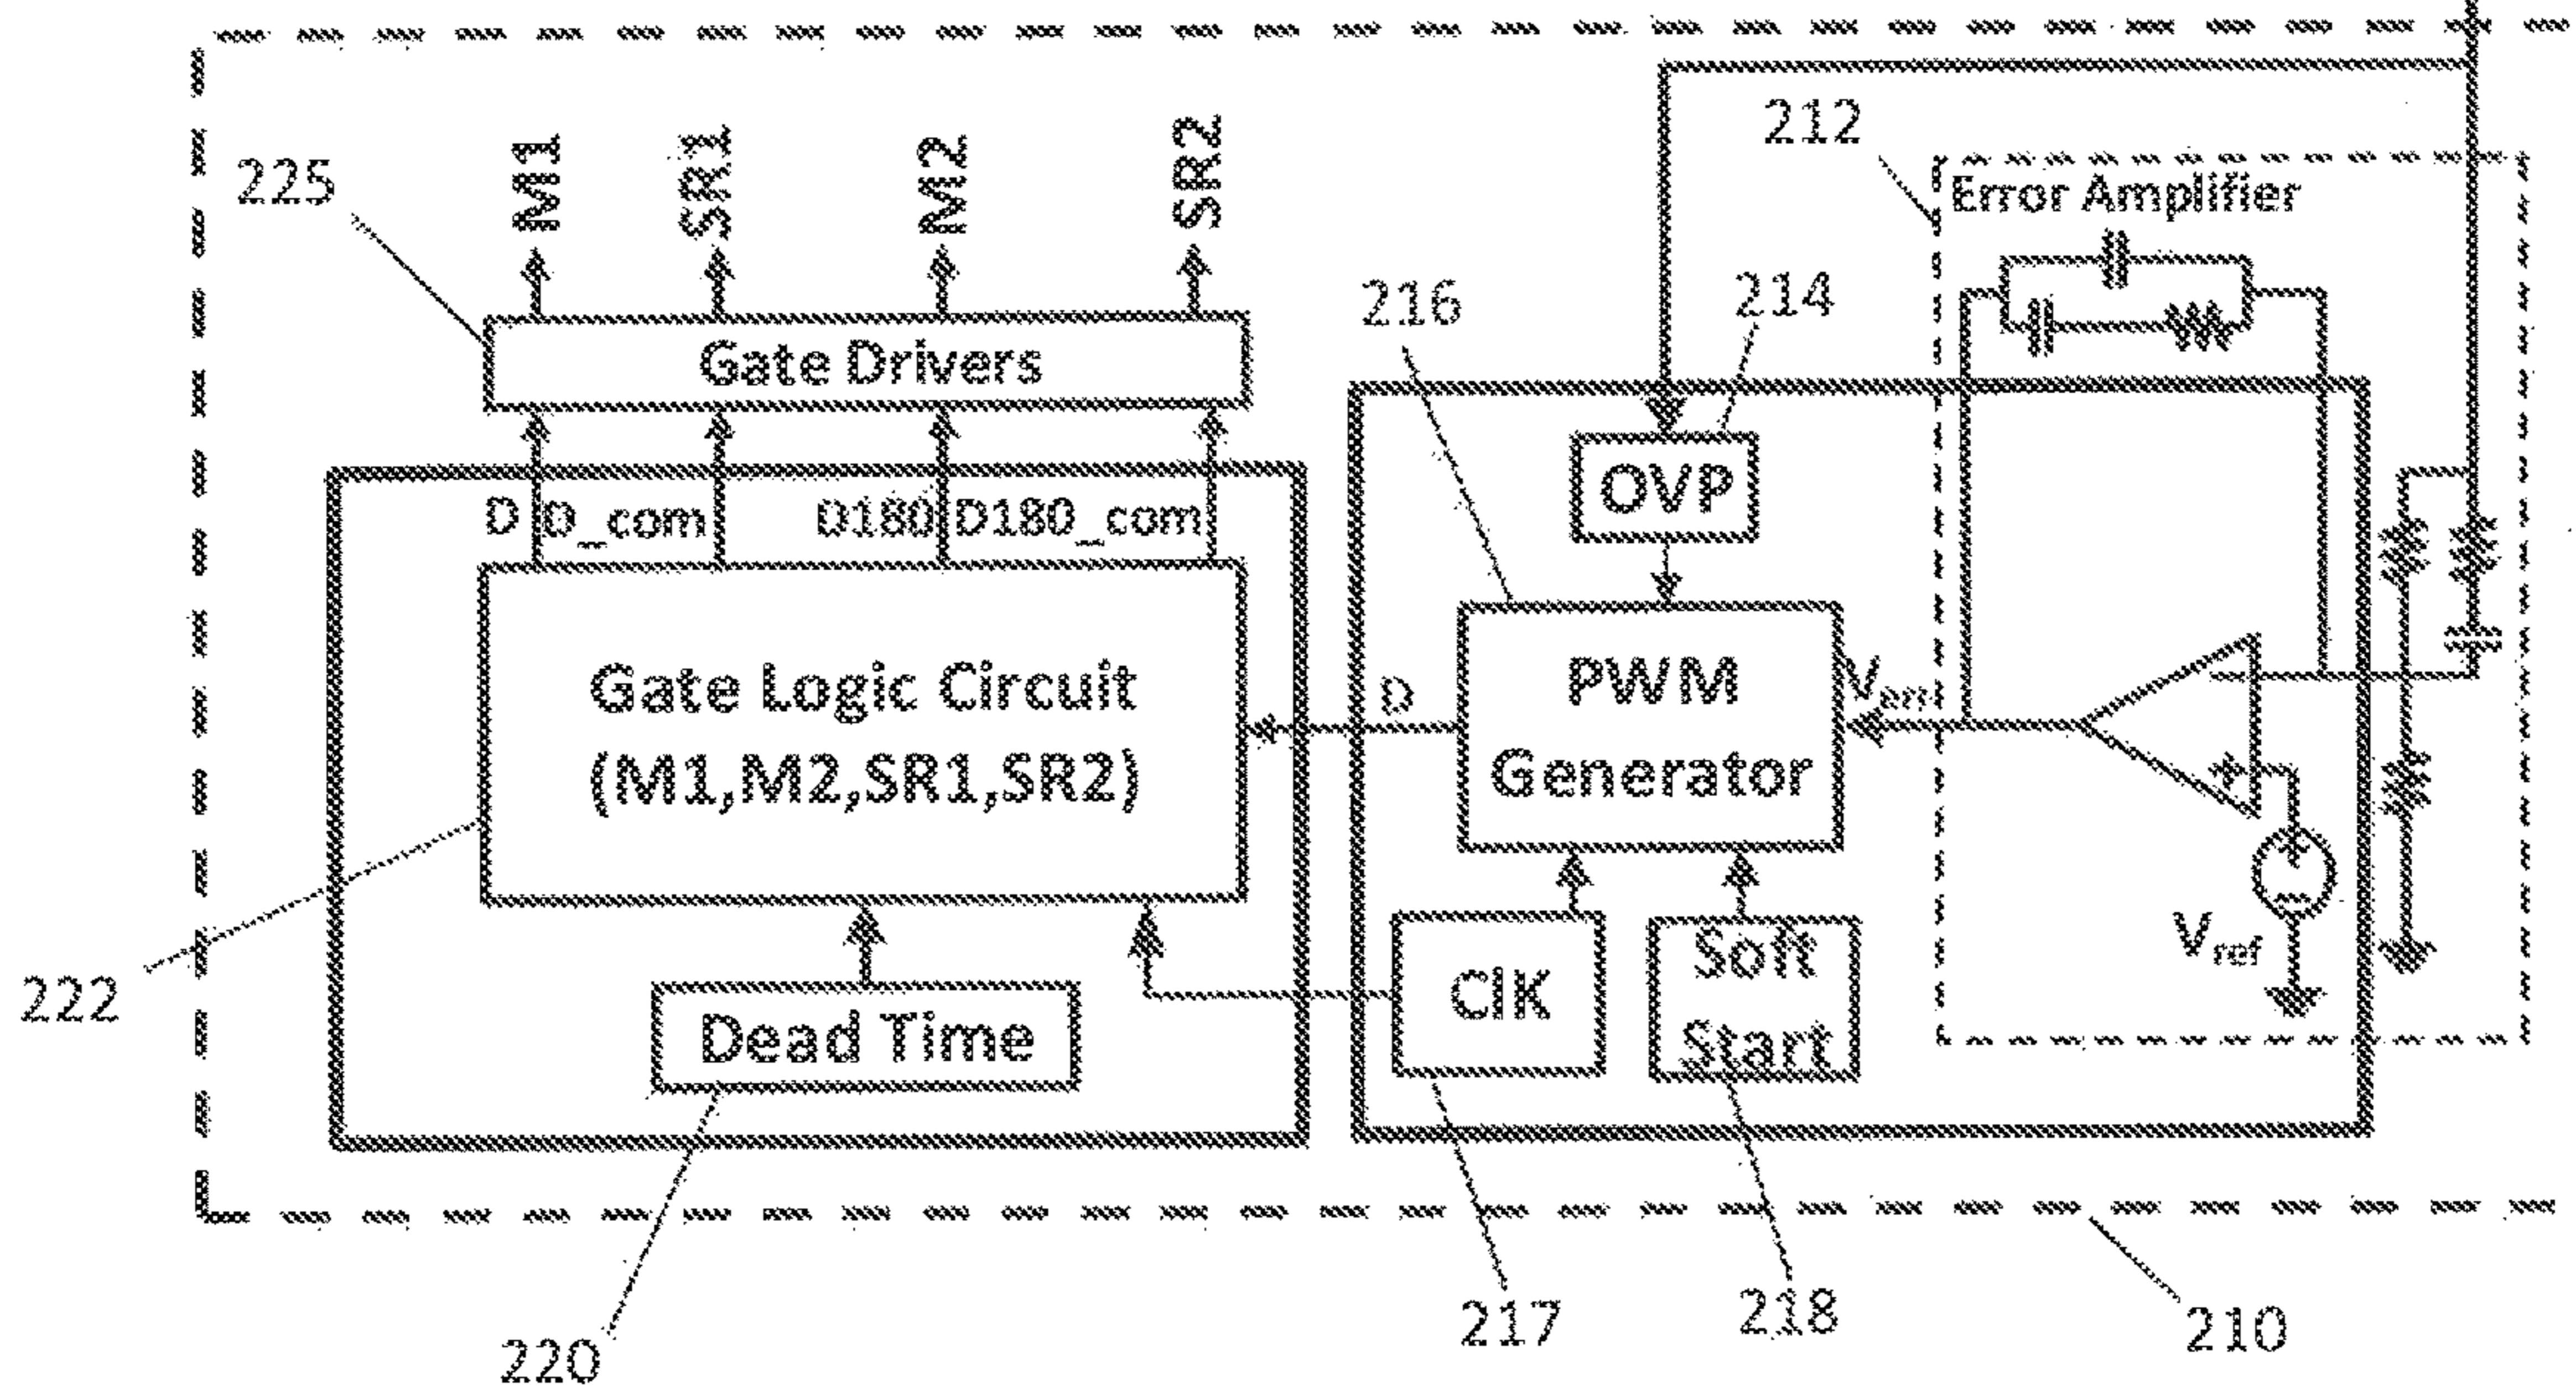 M1
SR1
M2
SR2
212
225
Error Amplifier
216
214
Gate Drivers
OVP
D
D_com
D180
D180_com
Gate Logic Circuit
(M1,M2,SR1,SR2)
D
PWM
Generator
Verr
+
+
Vref
ClK
Soft
Start
222
Dead Time
217
218
210
220